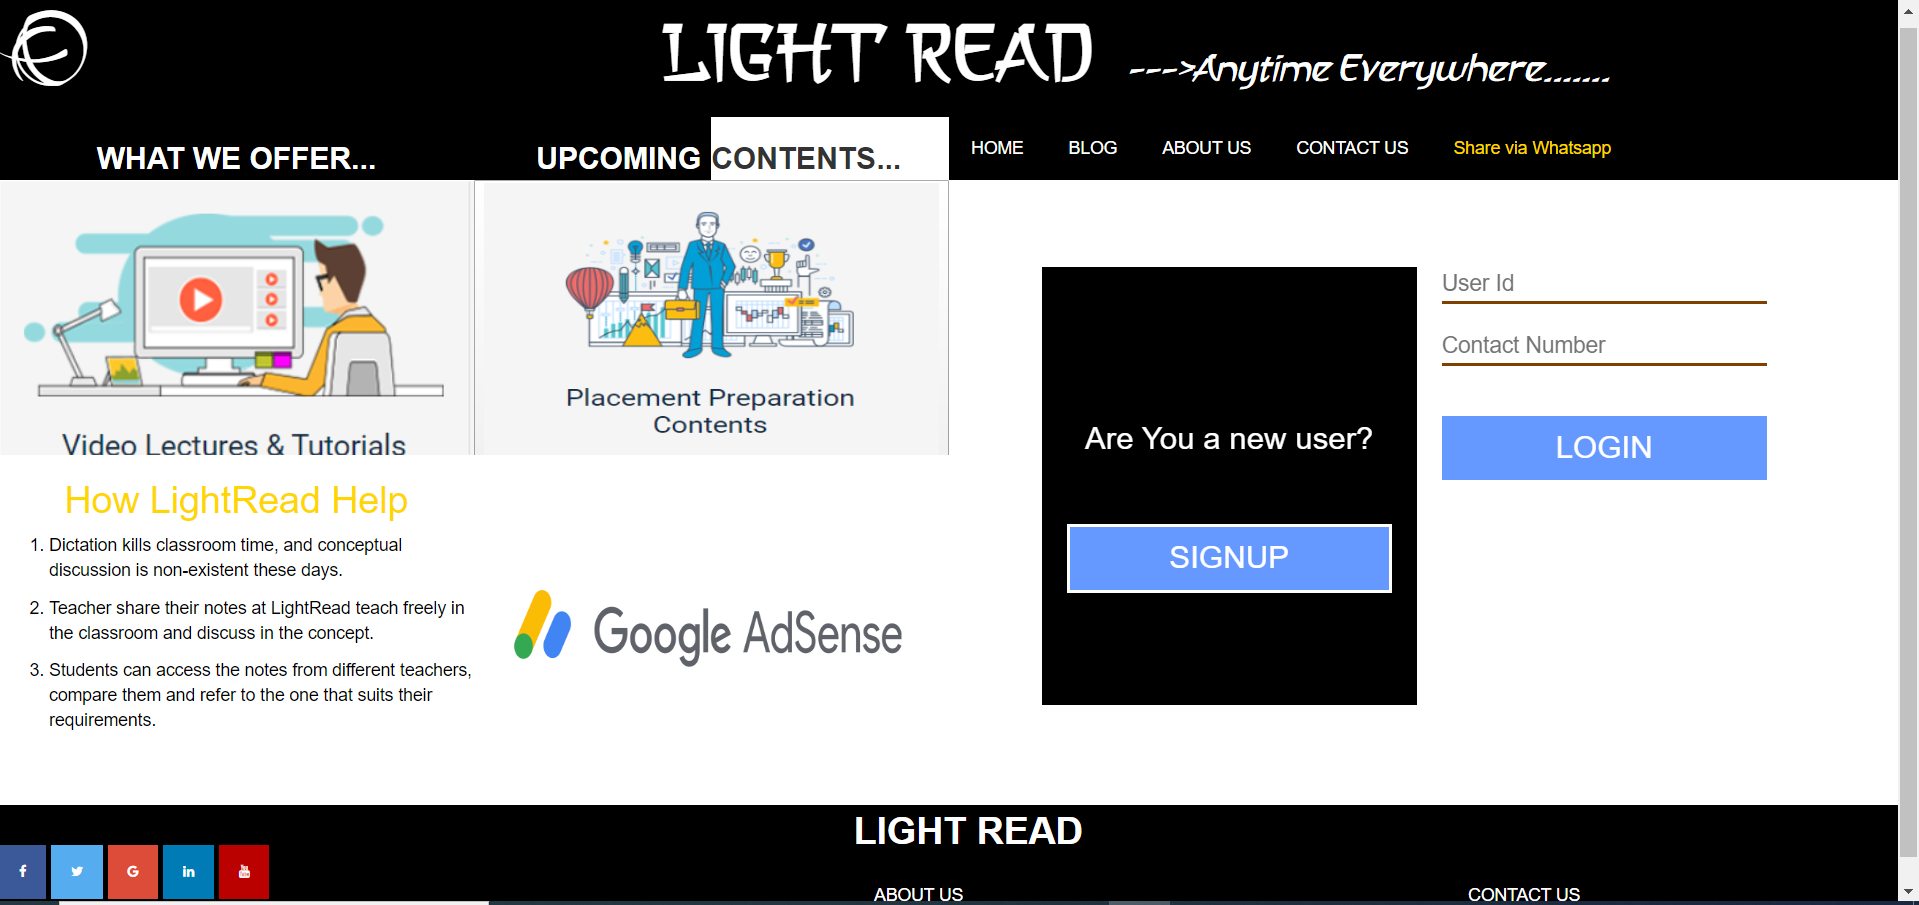 LIGHT READ
--->Anytime Everywhere.......
WHAT WE OFFER...
UPCOMING CONTENTS...
HOME
BLOG
ABOUT US
CONTACT US
Share via Whatsapp
Video Lectures & Tutorials
Placement Preparation
Contents
How LightRead Help
1. Dictation kills classroom time, and conceptual
discussion is non-existent these days.
2. Teacher share their notes at LightRead teach freely in
the classroom and discuss in the concept.
3. Students can access the notes from different teachers,
compare them and refer to the one that suits their
requirements.
Google AdSense
Are You a new user?
SIGNUP
User Id
Contact Number
LOGIN
LIGHT READ
ABOUT US
CONTACT US